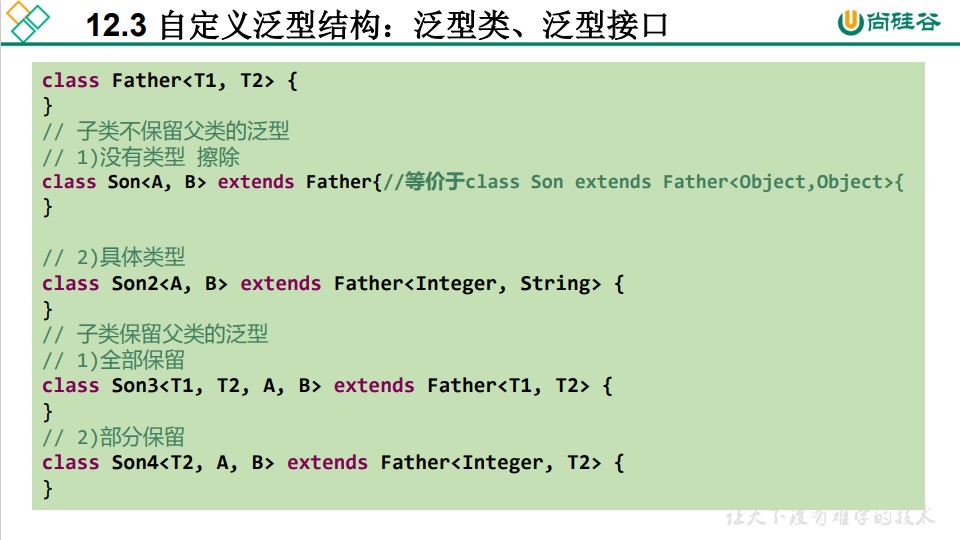 12.3 自定义泛型结构：泛型类、泛型接口
尚硅谷
class Father<T1, T2> {
}
// 子类不保留父类的泛型
// 1)没有类型 擦除
class Son<A, B> extends Father{//等价于class Son extends Father<Object,Object>{
}
// 2)具体类型
class Son2<A, B> extends Father<Integer, String> {
}
// 子类保留父类的泛型
// 1)全部保留
class Son3<T1, T2, A, B> extends Father<T1, T2> {
}
// 2)部分保留
class Son4<T2, A, B> extends Father<Integer, T2> {
}
让天下没有难学的技术